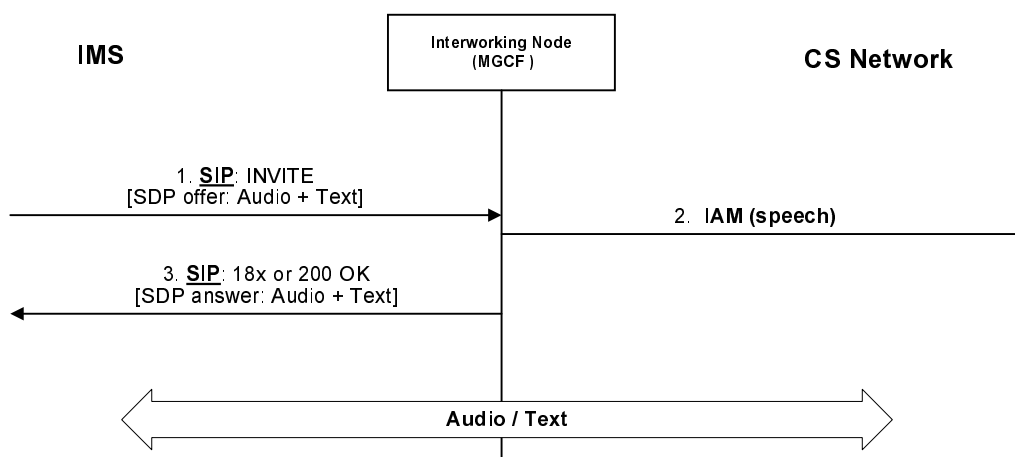 IMS
Interworking Node
(MGCF )
CS Network
1. SIP: INVITE
[SDP offer: Audio + Text]
2. IAM (speech)
3. SIP: 18x or 200 OK
[SDP answer: Audio + Text]
Audio / Text